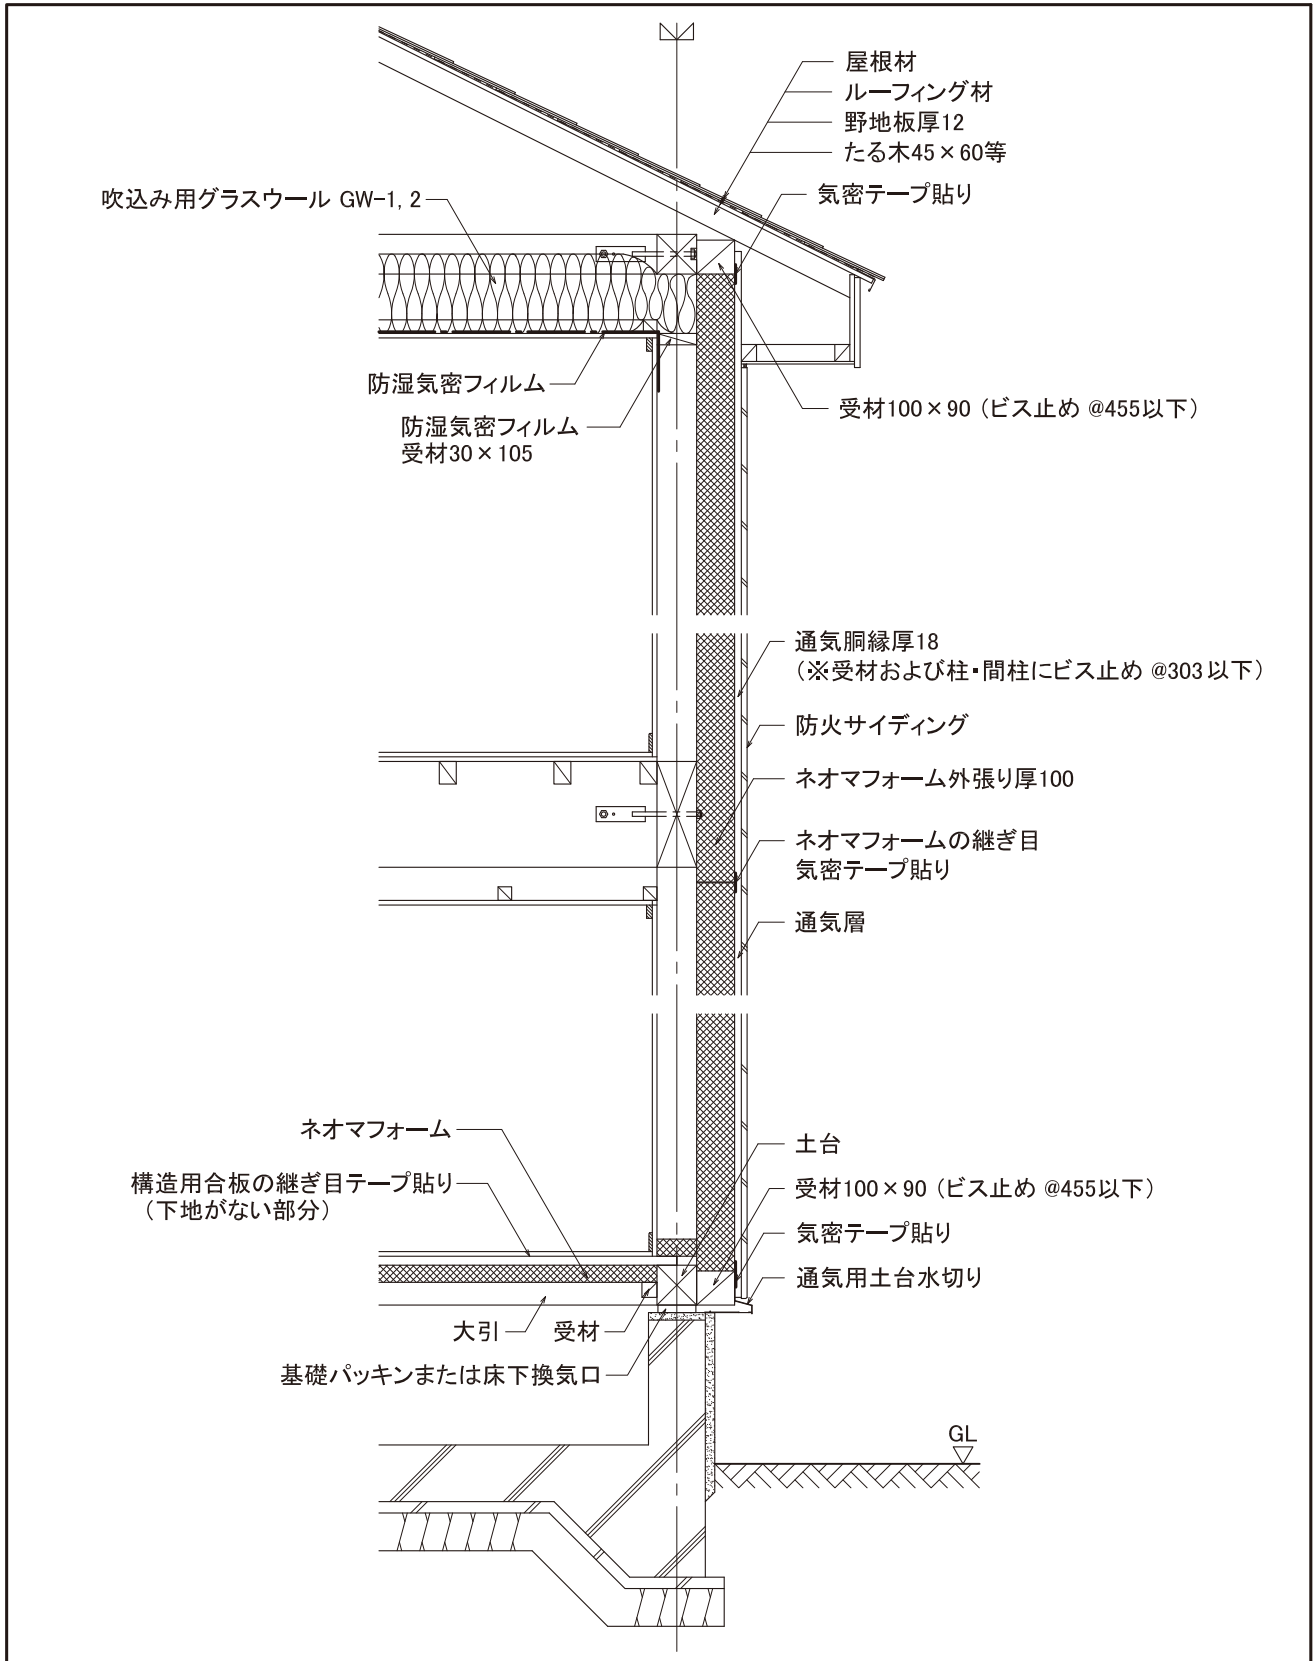 屋根材
ルーフィング材
野地板厚12
たる木45×60等
気密テープ貼り
吹込み用グラスウール GW-1, 2
防湿気密フィルム
受材100×90（ビス止め @455以下）
防湿気密フィルム
受材30×105
通気胴縁厚18
（※受材および柱・間柱にビス止め @303以下）
防火サイディング
ネオマフォーム外張り厚100
ネオマフォームの継ぎ目
気密テープ貼り
通気層
ネオマフォーム
土台
構造用合板の継ぎ目テープ貼り
（下地がない部分）
受材100×90（ビス止め @455以下）
気密テープ貼り
通気用土台水切り
大引
受材
基礎パッキンまたは床下換気口
GL